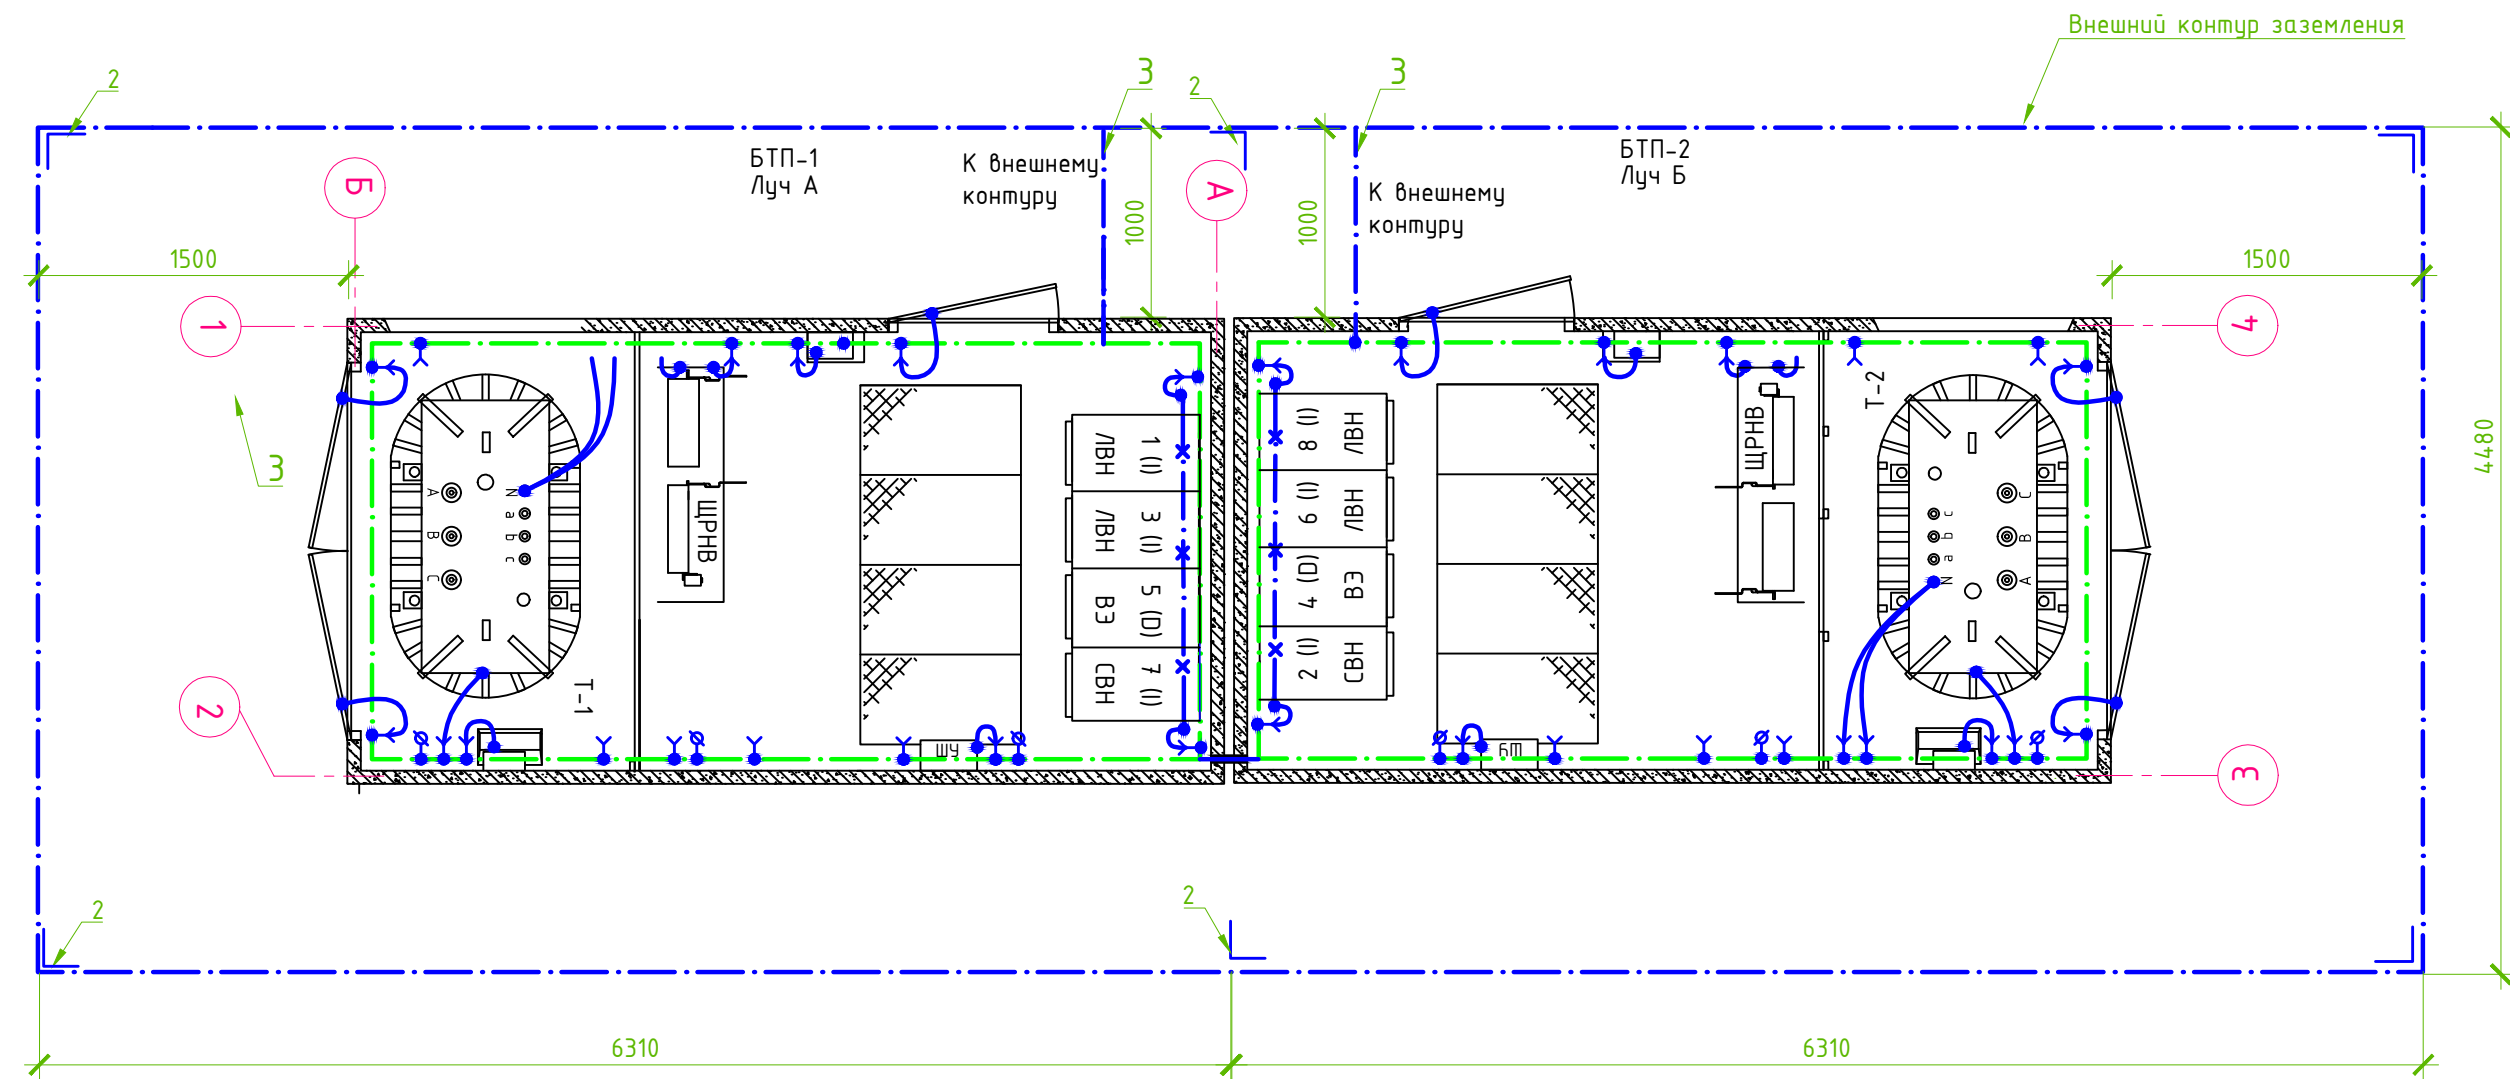 Внешний контур заземления
2
3
2
3
БТП-1
Луч А
К внешнему
контуру
БТП-2
Луч Б
К внешнему
контуру
Б
А
1000
1000
1500
1500
1
4
4480
3
Т-2
ЩРНВ
ЩРНВ
N
a
b
c
A
B
C
ЛВН
1 (I)
ЛВН
3 (I)
ВЭ
5 (D)
СВН
7 (I)
8 (I)
ЛВН
6 (I)
ЛВН
4 (D)
ВЭ
2 (I)
СВН
c
b
a
N
C
B
A
Т-1
2
ШУ
БП
3
2
2
6310
6310